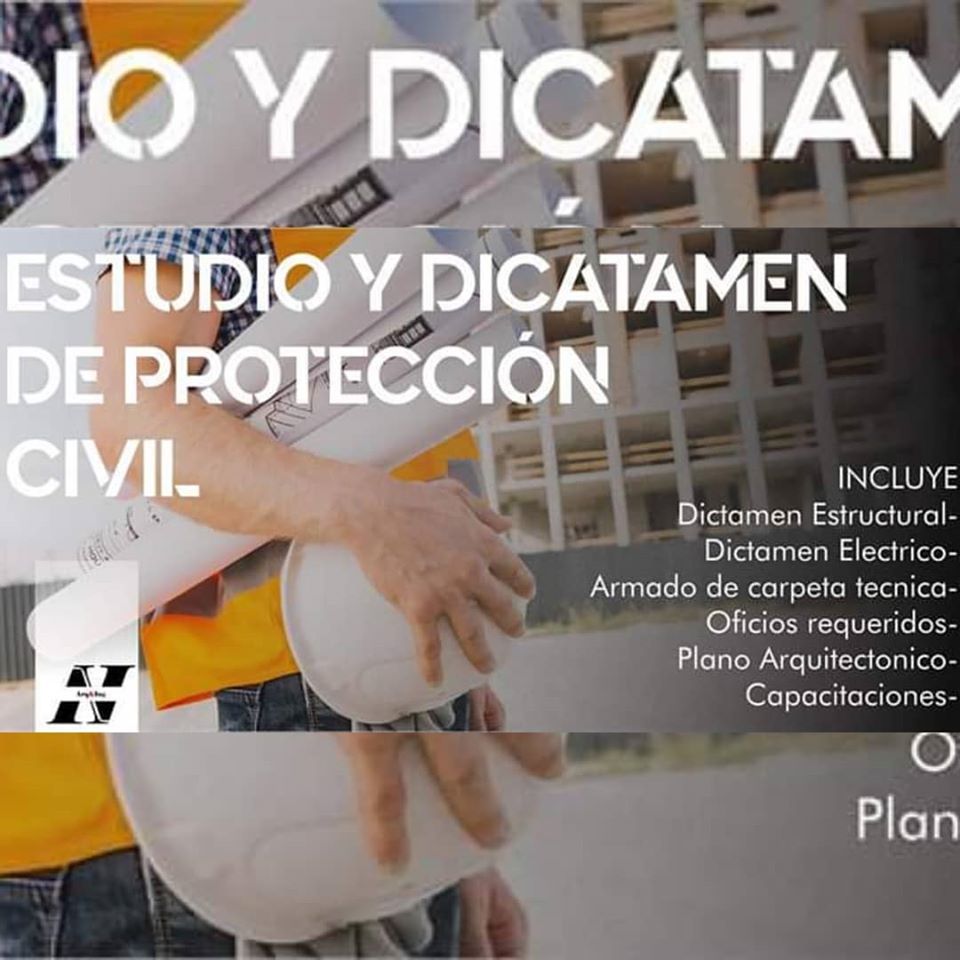 DIO Y DICATAM
ESTUDIO Y DICATAMEN
DE PROTECCIÓN
CIVIL
INCLUYE
Dictamen Estructural-
Dictamen Electrico-
Armado de carpeta tecnica-
Oficios requeridos-
Plano Arquitectonico-
Capacitaciones-
O
Plan